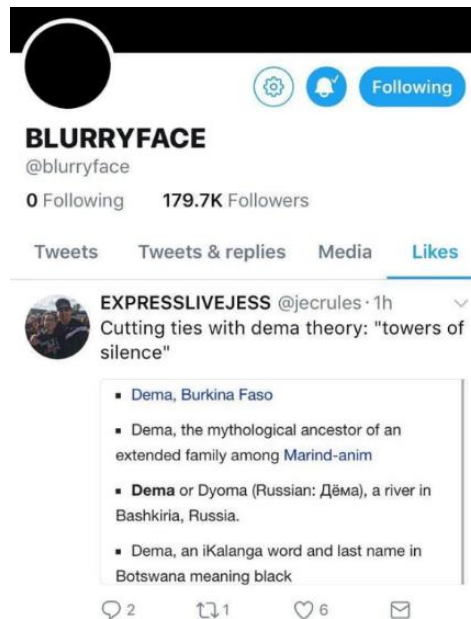 Following
BLURRYFACE
@blurryface
0 Following 179.7K Followers
Tweets Tweets & replies Media Likes
EXPRESSLIVEJESS @jecrules · 1h
Cutting ties with dema theory: "towers of
silence"
▪ Dema, Burkina Faso
▪ Dema, the mythological ancestor of an
extended family among Marind-anim
▪ Dema or Dyoma (Russian: Дёма), a river in
Bashkiria, Russia.
▪ Dema, an iKalanga word and last name in
Botswana meaning black
2 1 6